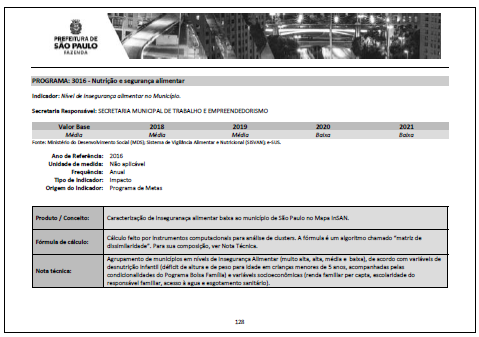 PREFEITURA DE
SÃO PAULO
FAZENDA
PROGRAMA: 3016 - Nutrição e segurança alimentar
Indicador: Nível de insegurança alimentar no Município.
Secretaria Responsável: SECRETARIA MUNICIPAL DE TRABALHO E EMPREENDEDORISMO
Valor Base 2018 2019 2020 2021
Média Média Média Baixa Baixa
Fonte: Ministério do Desenvolvimento Social (MDS), Sistema de Vigilância Alimentar e Nutricional (SISVAN), e-SUS.
Ano de Referência: 2016
Unidade de medida: Não aplicável
Frequência: Anual
Tipo de Indicador: Impacto
Origem do Indicador: Programa de Metas
Produto / Conceito: Caracterização de insegurança alimentar baixa ao município de São Paulo no Mapa InSAN.
Fórmula de cálculo: Cálculo feito por instrumentos computacionais para análise de clusters. A fórmula é um algoritmo chamado "matriz de
dissimilaridade". Para sua composição, ver Nota Técnica.
Nota técnica: Agrupamento de municípios em níveis de Insegurança Alimentar (muito alta, alta, média e baixa), de acordo com variáveis de
desnutrição infantil (déficit de altura e de peso para idade em crianças menores de 5 anos, acompanhadas pelas
condicionalidades do Pograma Bolsa Família) e variáveis socioeconômicas (renda familiar per capta, escolaridade do
responsável familiar, acesso à agua e esgotamento sanitário).
128